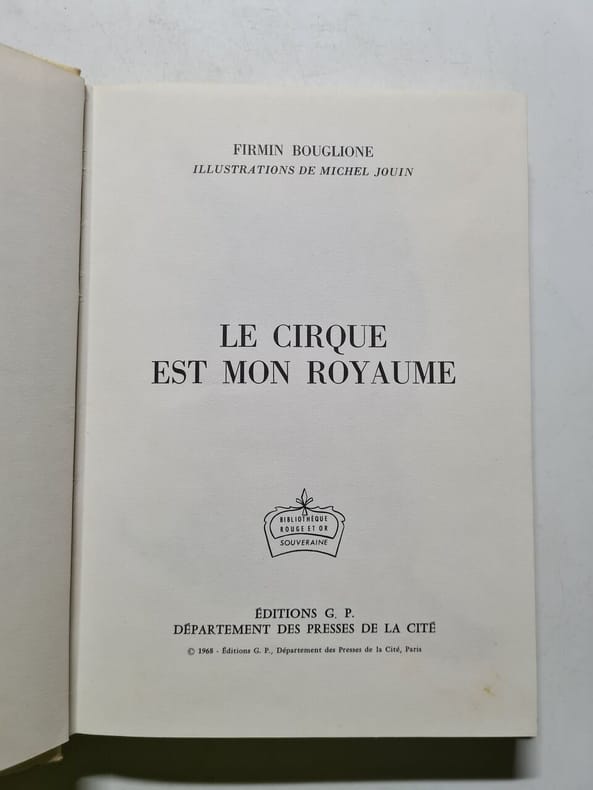 FIRMIN BOUGLIONE
ILLUSTRATIONS DE MICHEL JOUIN
LE CIRQUE
EST MON ROYAUME
BIBLIOTHÈQUE
ROUGE ET OR
SOUVERAINE
ÉDITIONS G. P.
DÉPARTEMENT DES PRESSES DE LA CITÉ
© 1968 - Éditions G. P., Département des Presses de la Cité, Paris